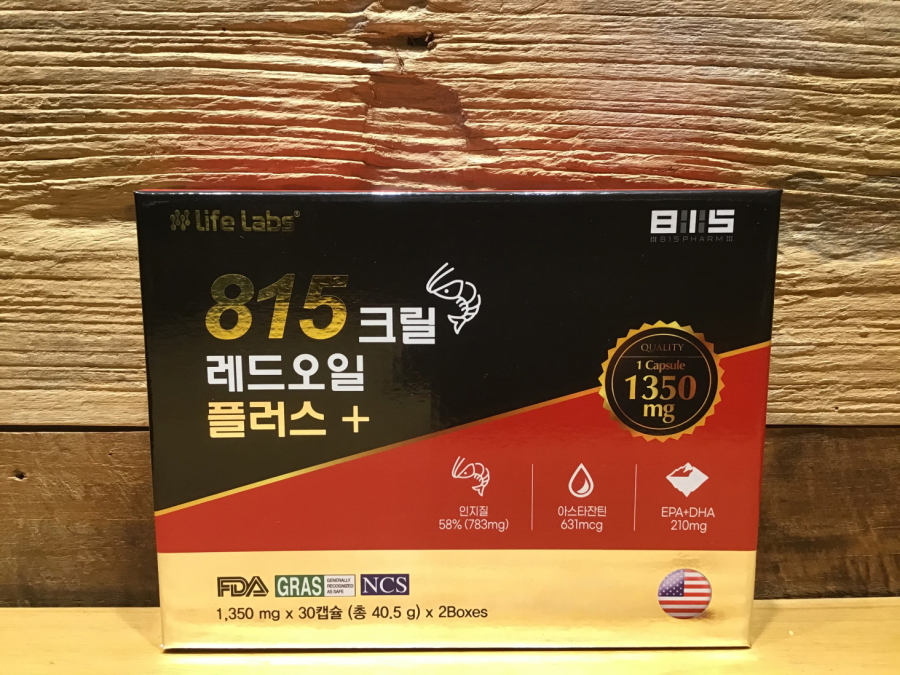 Life Labs®
815
815PHARM
815 크릴
레드오일
플러스 +
QUALITY
1 Capsule
1350
mg
인지질
58% (783mg)
아스타잔틴
631mcg
EPA+DHA
210mg
FDA GRAS GENERALLY RECOGNIZED AS SAFE NCS
1,350 mg x 30캡슐 (총 40.5 g) x 2Boxes